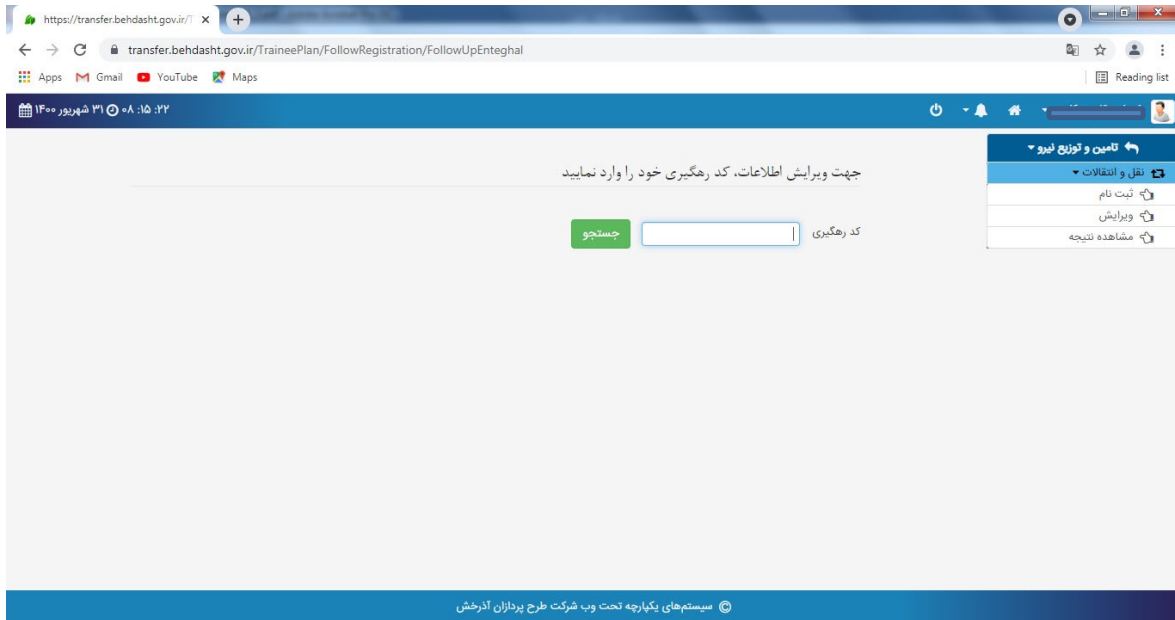 https://transfer.behdasht.gov.ir/T
transfer.behdasht.gov.ir/TraineePlan/FollowRegistration/FollowUpEnteghal
Apps Gmail YouTube Maps Reading list
۳۱ شهریور ۱۴۰۰ ۰۸ :۱۵ :۲۲
تامین و توزیع نیرو
نقل و انتقالات
ثبت نام
ویرایش
مشاهده نتیجه
جهت ویرایش اطلاعات، کد رهگیری خود را وارد نمایید
کد رهگیری
جستجو
© سیستم‌های یکپارچه تحت وب شرکت طرح پردازان آذرخش